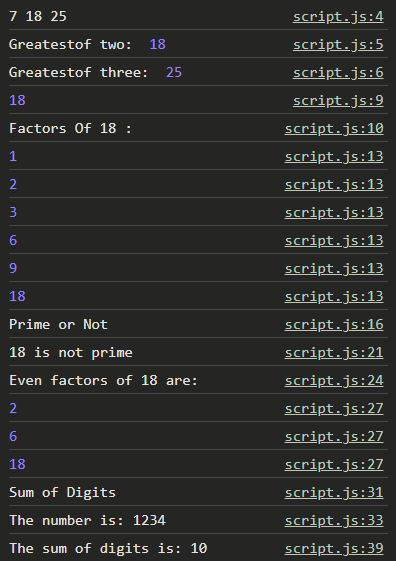 7 18 25 script.js:4
Greatestof two:  18 script.js:5
Greatestof three:  25 script.js:6
18 script.js:9
Factors Of 18 : script.js:10
1 script.js:13
2 script.js:13
3 script.js:13
6 script.js:13
9 script.js:13
18 script.js:13
Prime or Not script.js:16
18 is not prime script.js:21
Even factors of 18 are: script.js:24
2 script.js:27
6 script.js:27
18 script.js:27
Sum of Digits script.js:31
The number is: 1234 script.js:33
The sum of digits is: 10 script.js:39